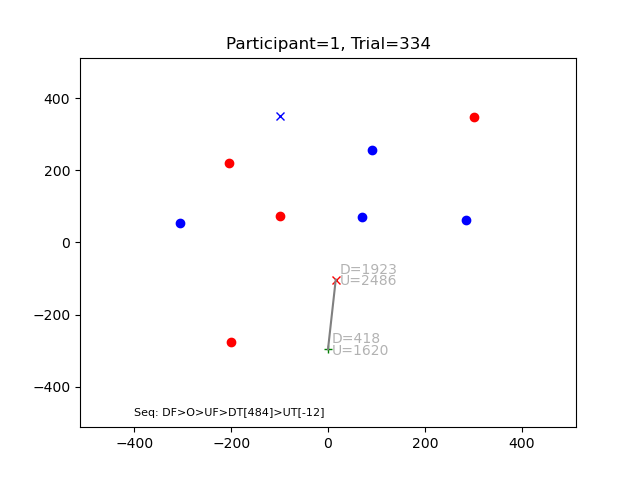 Participant=1, Trial=334
400
200
0
−200
−400
D=1923
U=2486
D=418
U=1620
Seq: DF>O>UF>DT[484]>UT[-12]
−400 −200 0 200 400